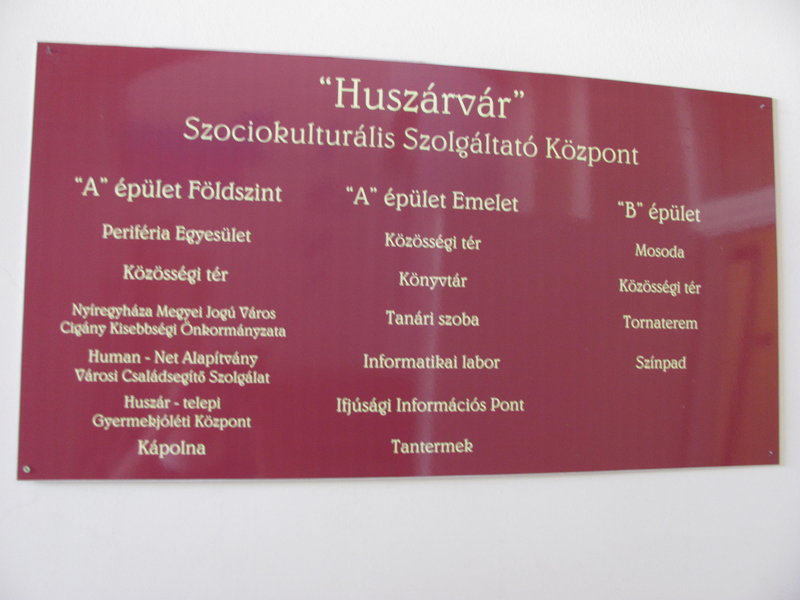 “Huszárvár”
Szociokulturális Szolgáltató Központ
“A” épület Földszint
Periféria Egyesület
Közösségi tér
Nyíregyháza Megyei Jogú Város
Cigány Kisebbségi Önkormányzata
Human - Net Alapítvány
Városi Családsegítő Szolgálat
Huszár - telepi
Gyermekjóléti Központ
Kápolna
“A” épület Emelet
Közösségi tér
Könyvtár
Tanári szoba
Informatikai labor
Ifjúsági Információs Pont
Tantermek
“B” épület
Mosoda
Közösségi tér
Tornaterem
Színpad